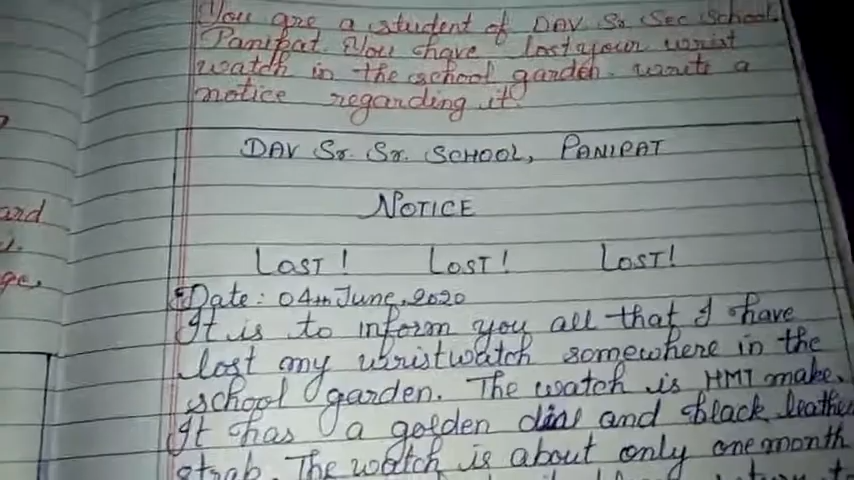 You are a student of DAV Sr. Sec School.
Panipat. You have lost your wrist
watch in the school garden. write a
notice regarding it.
DAV Sr. Sr. SCHOOL, PANIPAT
NOTICE
LOST! LOST! LOST!
Date: 04th June, 2020
It is to inform you all that I have
lost my wristwatch somewhere in the
school garden. The watch is HMT make.
It has a golden dial and black leather
strap. The watch is about only one month
ard
ge.